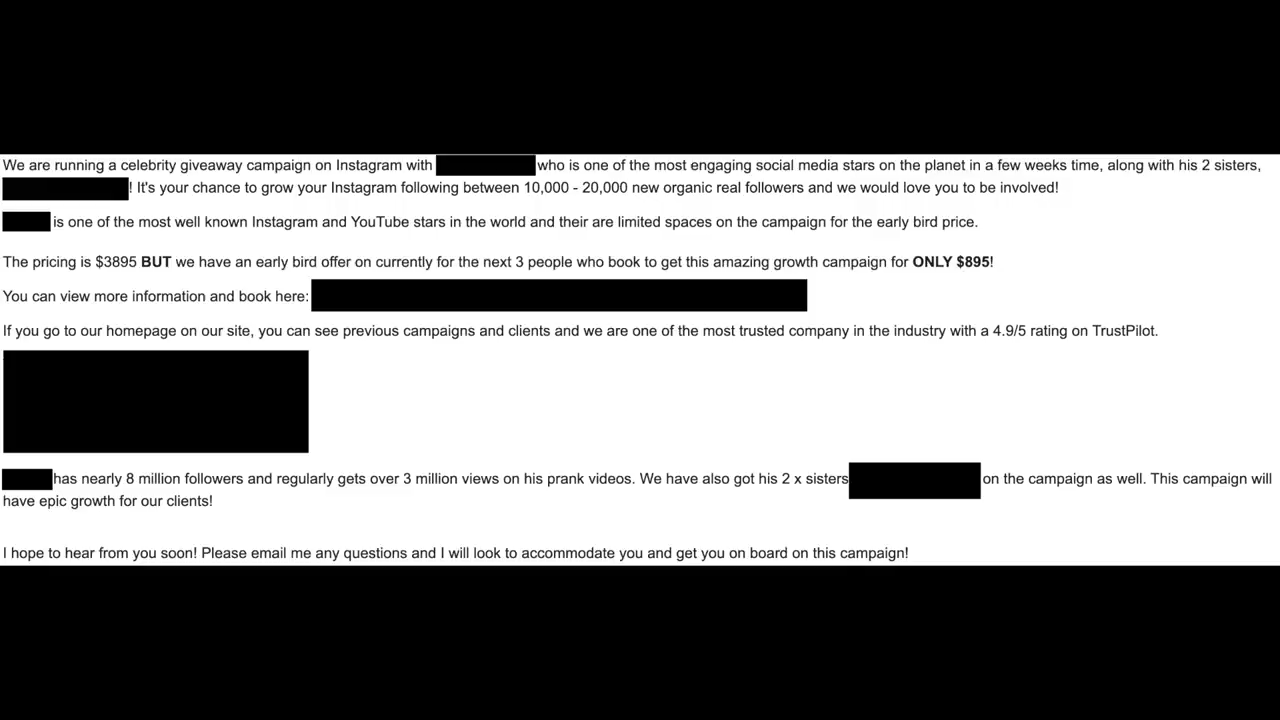 We are running a celebrity giveaway campaign on Instagram with who is one of the most engaging social media stars on the planet in a few weeks time, along with his 2 sisters,
! It's your chance to grow your Instagram following between 10,000 - 20,000 new organic real followers and we would love you to be involved!
is one of the most well known Instagram and YouTube stars in the world and their are limited spaces on the campaign for the early bird price.
The pricing is $3895 BUT we have an early bird offer on currently for the next 3 people who book to get this amazing growth campaign for ONLY $895!
You can view more information and book here:
If you go to our homepage on our site, you can see previous campaigns and clients and we are one of the most trusted company in the industry with a 4.9/5 rating on TrustPilot.
has nearly 8 million followers and regularly gets over 3 million views on his prank videos. We have also got his 2 x sisters on the campaign as well. This campaign will
have epic growth for our clients!
I hope to hear from you soon! Please email me any questions and I will look to accommodate you and get you on board on this campaign!